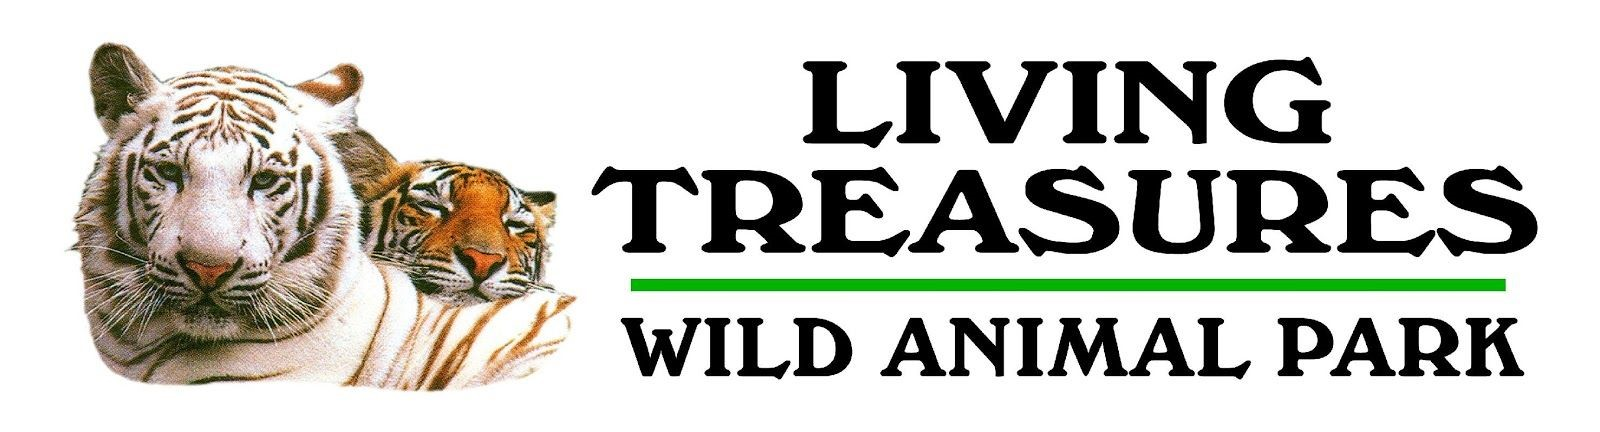 LIVING
TREASURES
WILD ANIMAL PARK